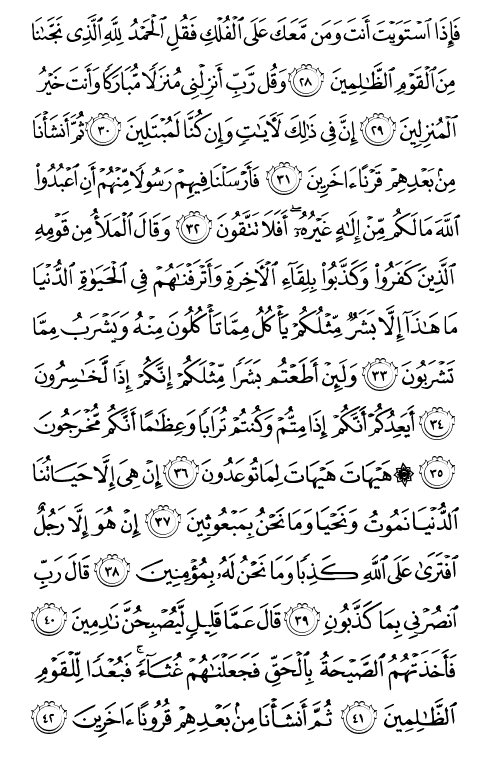 فَإِذَا ٱسْتَوَيْتَ أَنتَ وَمَن مَّعَكَ عَلَى ٱلْفُلْكِ فَقُلِ ٱلْحَمْدُ لِلَّهِ ٱلَّذِى نَجَّىٰنَا
مِنَ ٱلْقَوْمِ ٱلظَّـٰلِمِينَ ٢٨ وَقُل رَّبِّ أَنزِلْنِى مُنزَلًا مُّبَارَكًا وَأَنتَ خَيْرُ
ٱلْمُنزِلِينَ ٢٩ إِنَّ فِى ذَٰلِكَ لَـَٔايَـٰتٍ وَإِن كُنَّا لَمُبْتَلِينَ ٣٠ ثُمَّ أَنشَأْنَا
مِنۢ بَعْدِهِمْ قَرْنًا ءَاخَرِينَ ٣١ فَأَرْسَلْنَا فِيهِمْ رَسُولًا مِّنْهُمْ أَنِ ٱعْبُدُوا۟
ٱللَّهَ مَا لَكُم مِّنْ إِلَـٰهٍ غَيْرُهُۥٓ ۖ أَفَلَا تَتَّقُونَ ٣٢ وَقَالَ ٱلْمَلَأُ مِن قَوْمِهِ
ٱلَّذِينَ كَفَرُوا۟ وَكَذَّبُوا۟ بِلِقَآءِ ٱلْـَٔاخِرَةِ وَأَتْرَفْنَـٰهُمْ فِى ٱلْحَيَوٰةِ ٱلدُّنْيَا
مَا هَـٰذَآ إِلَّا بَشَرٌ مِّثْلُكُمْ يَأْكُلُ مِمَّا تَأْكُلُونَ مِنْهُ وَيَشْرَبُ مِمَّا
تَشْرَبُونَ ٣٣ وَلَئِنْ أَطَعْتُم بَشَرًا مِّثْلَكُمْ إِنَّكُمْ إِذًا لَّخَـٰسِرُونَ
٣٤ أَيَعِدُكُمْ أَنَّكُمْ إِذَا مِتُّمْ وَكُنتُمْ تُرَابًا وَعِظَـٰمًا أَنَّكُم مُّخْرَجُونَ
٣٥ ۞ هَيْهَاتَ هَيْهَاتَ لِمَا تُوعَدُونَ ٣٦ إِنْ هِىَ إِلَّا حَيَاتُنَا
ٱلدُّنْيَا نَمُوتُ وَنَحْيَا وَمَا نَحْنُ بِمَبْعُوثِينَ ٣٧ إِنْ هُوَ إِلَّا رَجُلٌ
ٱفْتَرَىٰ عَلَى ٱللَّهِ كَذِبًا وَمَا نَحْنُ لَهُۥ بِمُؤْمِنِينَ ٣٨ قَالَ رَبِّ
ٱنصُرْنِى بِمَا كَذَّبُونِ ٣٩ قَالَ عَمَّا قَلِيلٍ لَّيُصْبِحُنَّ نَـٰدِمِينَ ٤٠
فَأَخَذَتْهُمُ ٱلصَّيْحَةُ بِٱلْحَقِّ فَجَعَلْنَـٰهُمْ غُثَآءً ۚ فَبُعْدًا لِّلْقَوْمِ
ٱلظَّـٰلِمِينَ ٤١ ثُمَّ أَنشَأْنَا مِنۢ بَعْدِهِمْ قُرُونًا ءَاخَرِينَ ٤٢